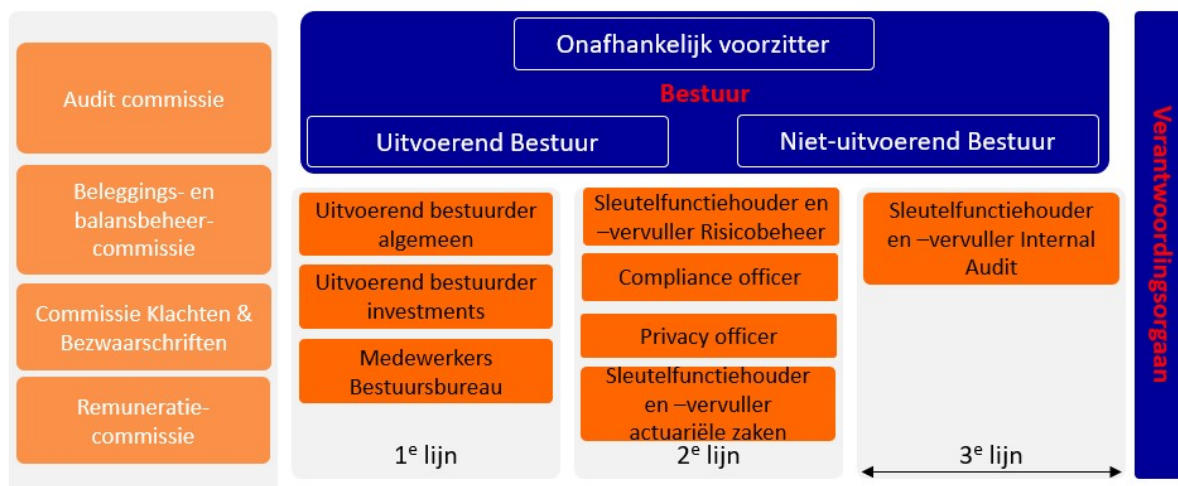 Audit commissie
Beleggings- en
balansbeheer-
commissie
Commissie Klachten &
Bezwaarschriften
Remuneratie-
commissie
Onafhankelijk voorzitter
Bestuur
Uitvoerend Bestuur
Niet-uitvoerend Bestuur
Uitvoerend bestuurder
algemeen
Uitvoerend bestuurder
investments
Medewerkers
Bestuursbureau
1e lijn
Sleutelfunctiehouder en
–vervuller Risicobeheer
Compliance officer
Privacy officer
Sleutelfunctiehouder
en –vervuller
actuariële zaken
2e lijn
Sleutelfunctiehouder
en –vervuller Internal
Audit
3e lijn
Verantwoordingsorgaan